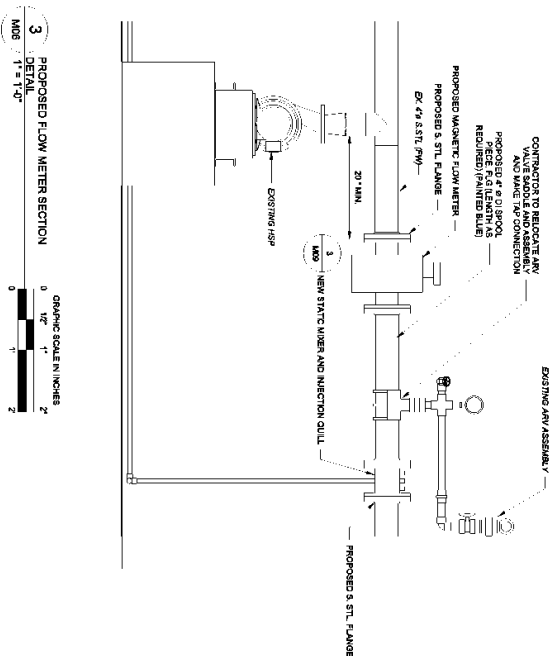 EXISTING ARV ASSEMBLY
CONTRACTOR TO RELOCATE ARV
VALVE SADDLE AND ASSEMBLY
AND MAKE TAP CONNECTION
PROPOSED 4" Ø DI SPOOL
PIECE, FLG (LENGTH AS
REQUIRED) (PAINTED BLUE)
PROPOSED MAGNETIC FLOW METER
PROPOSED S. STL. FLANGE
EX. 4"ø S.STL (FW)
20" MIN.
EXISTING HSP
3
M09
NEW STATIC MIXER AND INJECTION QUILL
PROPOSED S. STL. FLANGE
3
M06
PROPOSED FLOW METER SECTION
DETAIL
1" = 1'-0"
GRAPHIC SCALE IN INCHES
0 1/2" 1" 2"
0 1' 2'